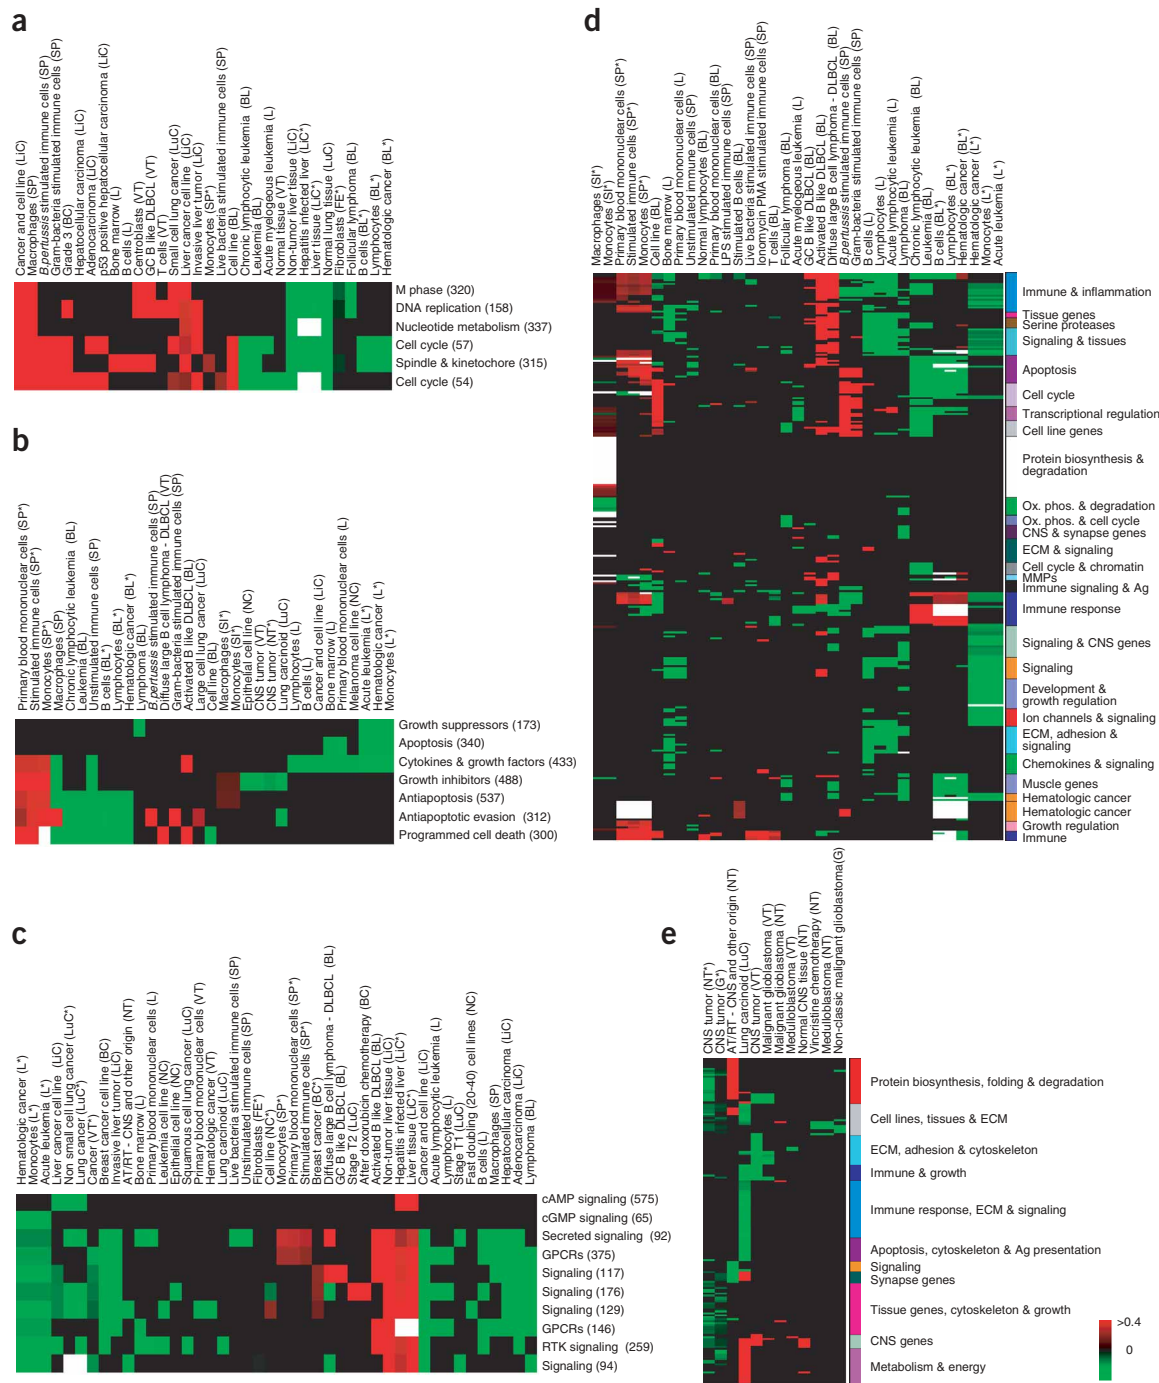 a
Cancer and cell line (LiC)
Macrophages (SP)
B.pertussis stimulated immune cells (SP)
Gram-bacteria stimulated immune cells (SP)
Grade 3 (BC)
Hepatocellular carcinoma (LiC)
Adenocarcinoma (LiC)
p53 positive hepatocellular carcinoma (LiC)
Bone marrow (L)
B cells (L)
Centroblasts (VT)
GC B like DLBCL (VT)
T cells (VT)
Small cell lung cancer (LuC)
Liver cancer cell line (LiC)
Invasive liver tumor (LiC)
Monocytes (SP*)
Live bacteria stimulated immune cells (SP)
Cell line (BL)
Chronic lymphocytic leukemia (BL)
Leukemia (BL)
Acute myelogeous leukemia (L)
Normal tissue (VT)
Non-tumor liver tissue (LiC)
Hepatitis infected liver (LiC*)
Liver tissue (LiC*)
Normal lung tissue (LuC)
Fibroblasts (FE*)
Follicular lymphoma (BL)
B cells (BL*)
Lymphocytes (BL*)
Hematologic cancer (BL*)
M phase (320)
DNA replication (158)
Nucleotide metabolism (337)
Cell cycle (57)
Spindle & kinetochore (315)
Cell cycle (54)
b
Primary blood mononuclear cells (SP*)
Stimulated immune cells (SP*)
Monocytes (SP*)
Macrophages (SP)
Chronic lymphocytic leukemia (BL)
Leukemia (BL)
Unstimulated immune cells (SP)
B cells (BL*)
Lymphocytes (BL*)
Hematologic cancer (BL*)
Lymphoma (BL)
B.pertussis stimulated immune cells (SP)
Diffuse large B cell lymphoma - DLBCL (VT)
Gram-bacteria stimulated immune cells (SP)
Activated B like DLBCL (BL)
Large cell lung cancer (LuC)
Cell line (BL)
Macrophages (SI*)
Monocytes (SI*)
Epithelial cell line (NC)
CNS tumor (VT)
CNS tumor (NT*)
Lung carcinoid (LuC)
Lymphocytes (L)
B cells (L)
Cancer and cell line (LiC)
Bone marrow (L)
Primary blood mononuclear cells (L)
Melanoma cell line (NC)
Acute leukemia (L*)
Hematologic cancer (L*)
Monocytes (L*)
Growth suppressors (173)
Apoptosis (340)
Cytokines & growth factors (433)
Growth inhibitors (488)
Antiapoptosis (537)
Antiapoptotic evasion (312)
Programmed cell death (300)
c
Hematologic cancer (L*)
Monocytes (L*)
Acute leukemia (L*)
Liver cancer cell line (LiC)
Non small cell lung cancer (LuC*)
Lung cancer (LuC*)
Cancer (VT*)
Breast cancer cell line (BC)
Invasive liver tumor (LiC)
AT/RT - CNS and other origin (NT)
Bone marrow (L)
Primary blood mononuclear cells (L)
Leukemia cell line (NC)
Epithelial cell line (NC)
Squamous cell lung cancer (LuC)
Primary blood mononuclear cells (VT)
Hematologic cancer (VT)
Lung carcinoid (LuC)
Live bacteria stimulated immune cells (SP)
Unstimulated immune cells (SP)
Fibroblasts (FE*)
Cell line (NC*)
Monocytes (SP*)
Primary blood mononuclear cells (SP*)
Stimulated immune cells (SP*)
Breast cancer (BC*)
Diffuse large B cell lymphoma - DLBCL (BL)
GC B like DLBCL (BL)
Stage T2 (LuC)
After doxorubicin chemotherapy (BC)
Activated B like DLBCL (BL)
Non-tumor liver tissue (LiC)
Hepatitis infected liver (LiC*)
Liver tissue (LiC*)
Cancer and cell line (LiC)
Acute lymphocytic leukemia (L)
Lymphocytes (L)
Stage T1 (LuC)
Fast doubling (20-40) cell lines (NC)
B cells (L)
Macrophages (SP)
Hepatocellular carcinoma (LiC)
Adenocarcinoma (LiC)
Lymphoma (BL)
cAMP signaling (575)
cGMP signaling (65)
Secreted signaling (92)
GPCRs (375)
Signaling (117)
Signaling (176)
Signaling (129)
GPCRs (146)
RTK signaling (259)
Signaling (94)
d
Macrophages (SI*)
Monocytes (SI*)
Primary blood mononuclear cells (SP*)
Stimulated immune cells (SP*)
Monocytes (SP*)
Cell line (BL)
Bone marrow (L)
Primary blood mononuclear cells (L)
Unstimulated immune cells (SP)
Normal lymphocytes (BL)
Primary blood mononuclear cells (BL)
LPS stimulated immune cells (SP)
Stimulated B cells (BL)
Live bacteria stimulated immune cells (SP)
Ionomycin PMA stimulated immune cells (SP)
T cells (BL)
Follicular lymphoma (BL)
Acute myelogeous leukemia (L)
GC B like DLBCL (BL)
Activated B like DLBCL (BL)
Diffuse large B cell lymphoma - DLBCL (BL)
B.pertussis stimulated immune cells (SP)
Gram-bacteria stimulated immune cells (SP)
B cells (L)
Lymphocytes (L)
Acute lymphocytic leukemia (L)
Lymphoma (BL)
Chronic lymphocytic leukemia (BL)
Leukemia (BL)
B cells (BL*)
Lymphocytes (BL*)
Hematologic cancer (BL*)
Hematologic cancer (L*)
Monocytes (L*)
Acute leukemia (L*)
Immune & inflammation
Tissue genes
Serine proteases
Signaling & tissues
Apoptosis
Cell cycle
Transcriptional regulation
Cell line genes
Protein biosynthesis &
degradation
Ox. phos. & degradation
Ox. phos. & cell cycle
CNS & synapse genes
ECM & signaling
Cell cycle & chromatin
MMPs
Immune signaling & Ag
Immune response
Signaling & CNS genes
Signaling
Development &
growth regulation
Ion channels & signaling
ECM, adhesion &
signaling
Chemokines & signaling
Muscle genes
Hematologic cancer
Hematologic cancer
Growth regulation
Immune
e
CNS tumor (NT*)
CNS tumor (G*)
AT/RT - CNS and other origin (NT)
Lung carcinoid (LuC)
CNS tumor (VT)
Malignant glioblastoma (VT)
Malignant glioblastoma (NT)
Medulloblastoma (VT)
Normal CNS tissue (NT)
Vincristine chemotherapy (NT)
Medulloblastoma (NT)
Non-classic malignant glioblastoma(G)
Protein biosynthesis, folding & degradation
Cell lines, tissues & ECM
ECM, adhesion & cytoskeleton
Immune & growth
Immune response, ECM & signaling
Apoptosis, cytoskeleton & Ag presentation
Signaling
Synapse genes
Tissue genes, cytoskeleton & growth
CNS genes
Metabolism & energy
>0.4
0